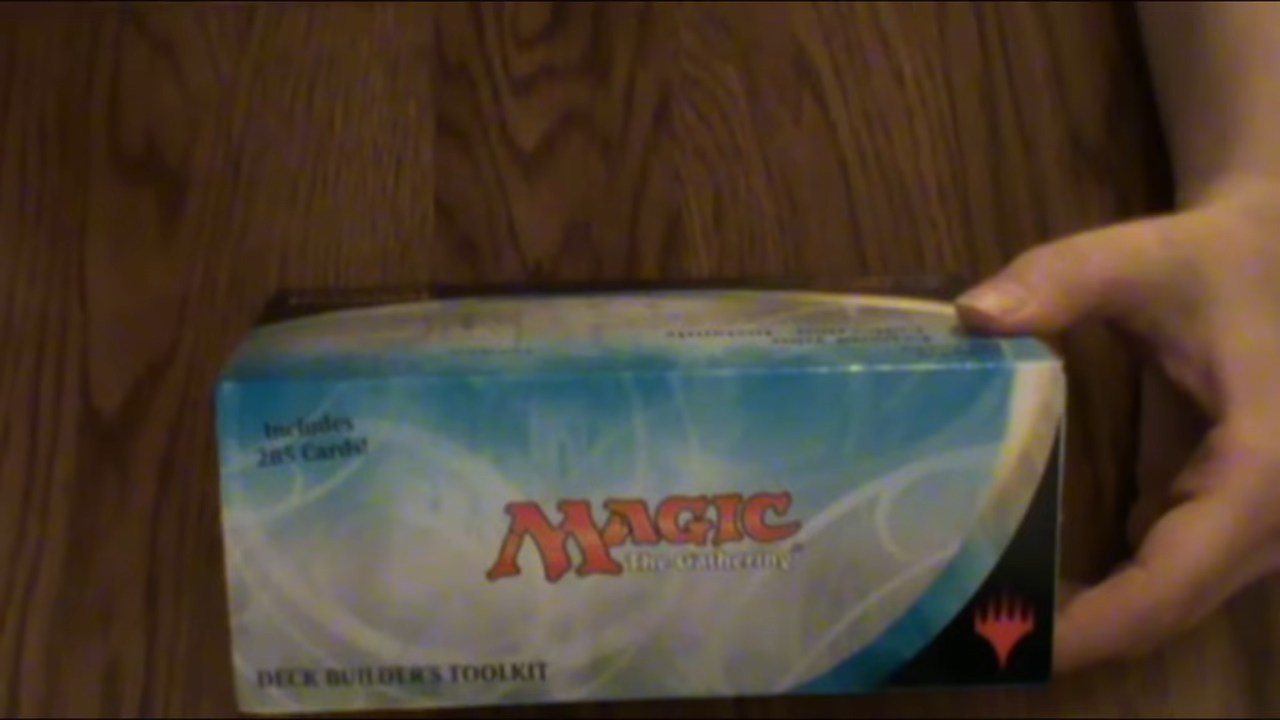 Includes
285 Cards!
MAGIC
The Gathering®
DECK BUILDER'S TOOLKIT